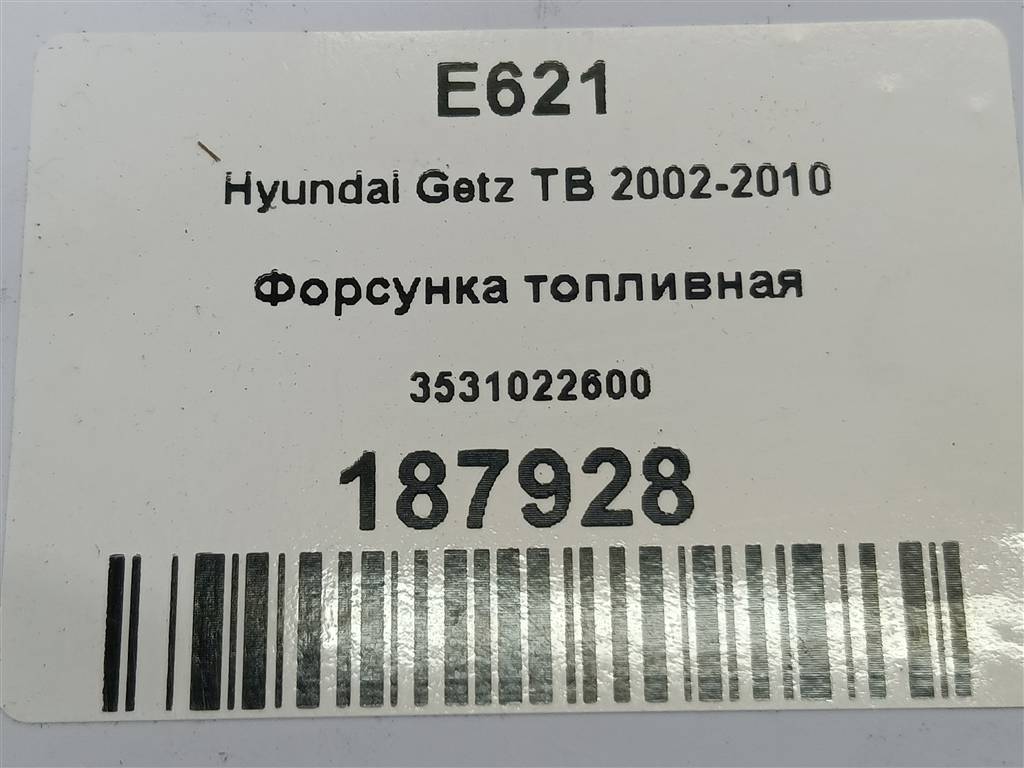 E621
Hyundai Getz TB 2002-2010
Форсунка топливная
3531022600
187928